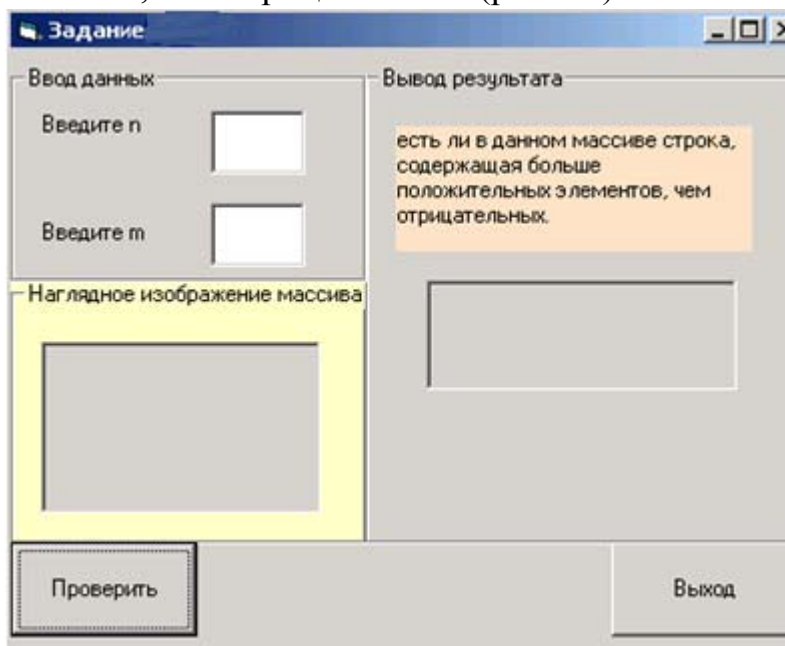 Задание
Ввод данных
Введите n
Введите m
Наглядное изображение массива
Вывод результата
есть ли в данном массиве строка,
содержащая больше
положительных элементов, чем
отрицательных.
Проверить
Выход